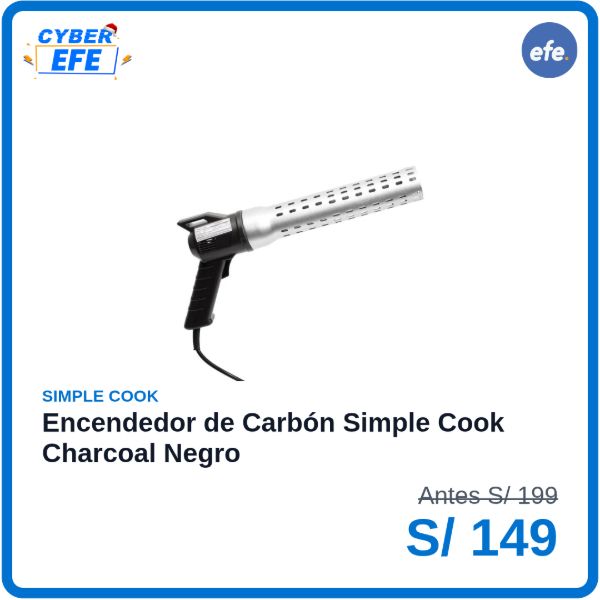 CYBER
EFE
efe.
SIMPLE COOK
Encendedor de Carbón Simple Cook
Charcoal Negro
Antes S/ 199
S/ 149